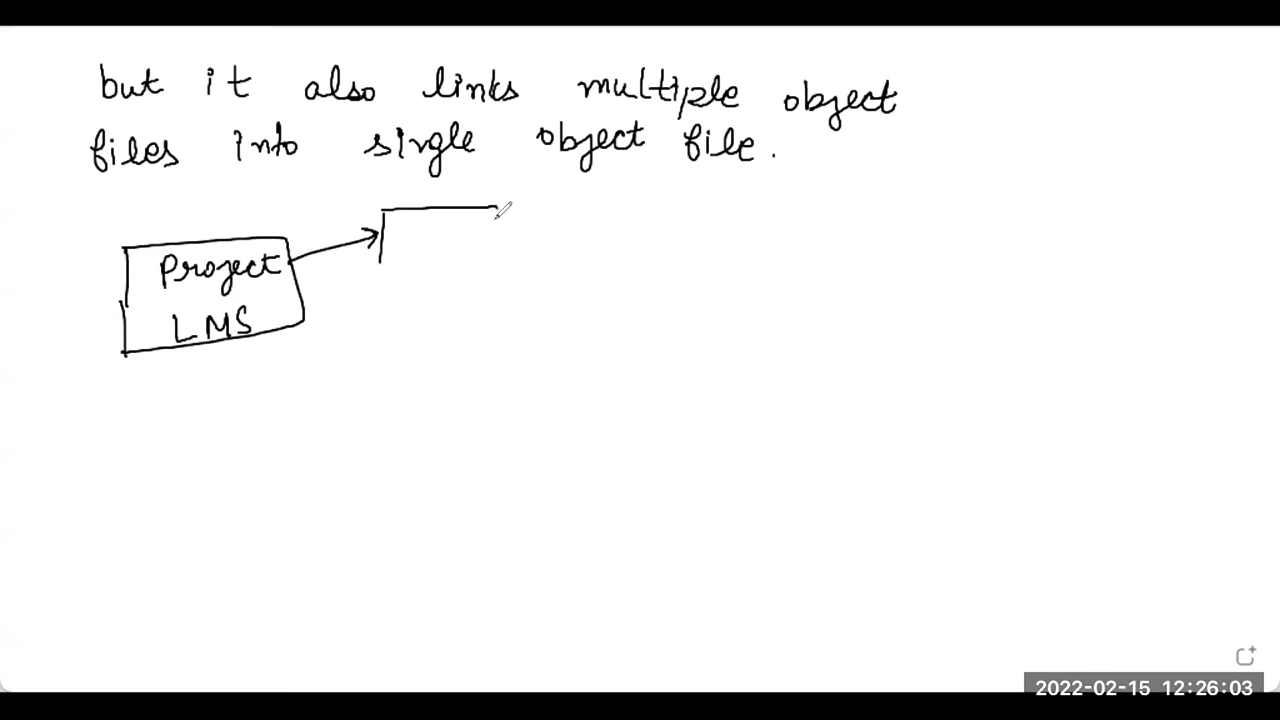 but it also links multiple object
files into single object file.
Project
LMS
2022-02-15 12:26:03